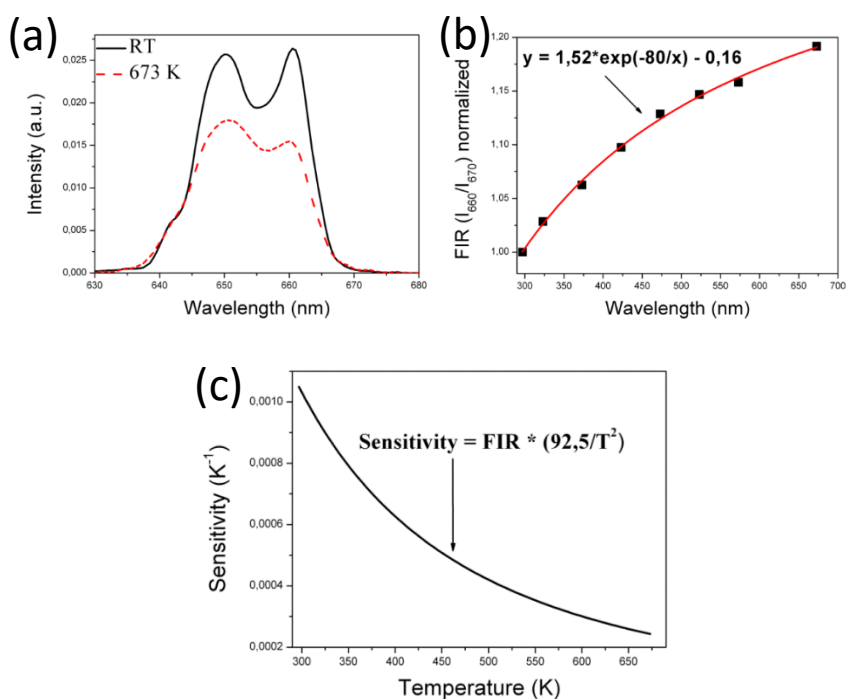 (a)
RT
673 K
Intensity (a.u.)
0,025
0,020
0,015
0,010
0,005
0,000
630 640 650 660 670 680
Wavelength (nm)
(b)
y = 1,52*exp(-80/x) - 0,16
FIR (I660/I670) normalized
1,20
1,15
1,10
1,05
1,00
300 350 400 450 500 550 600 650 700
Wavelength (nm)
(c)
Sensitivity = FIR * (92,5/T²)
Sensitivity (K⁻¹)
0,0010
0,0008
0,0006
0,0004
0,0002
300 350 400 450 500 550 600 650
Temperature (K)